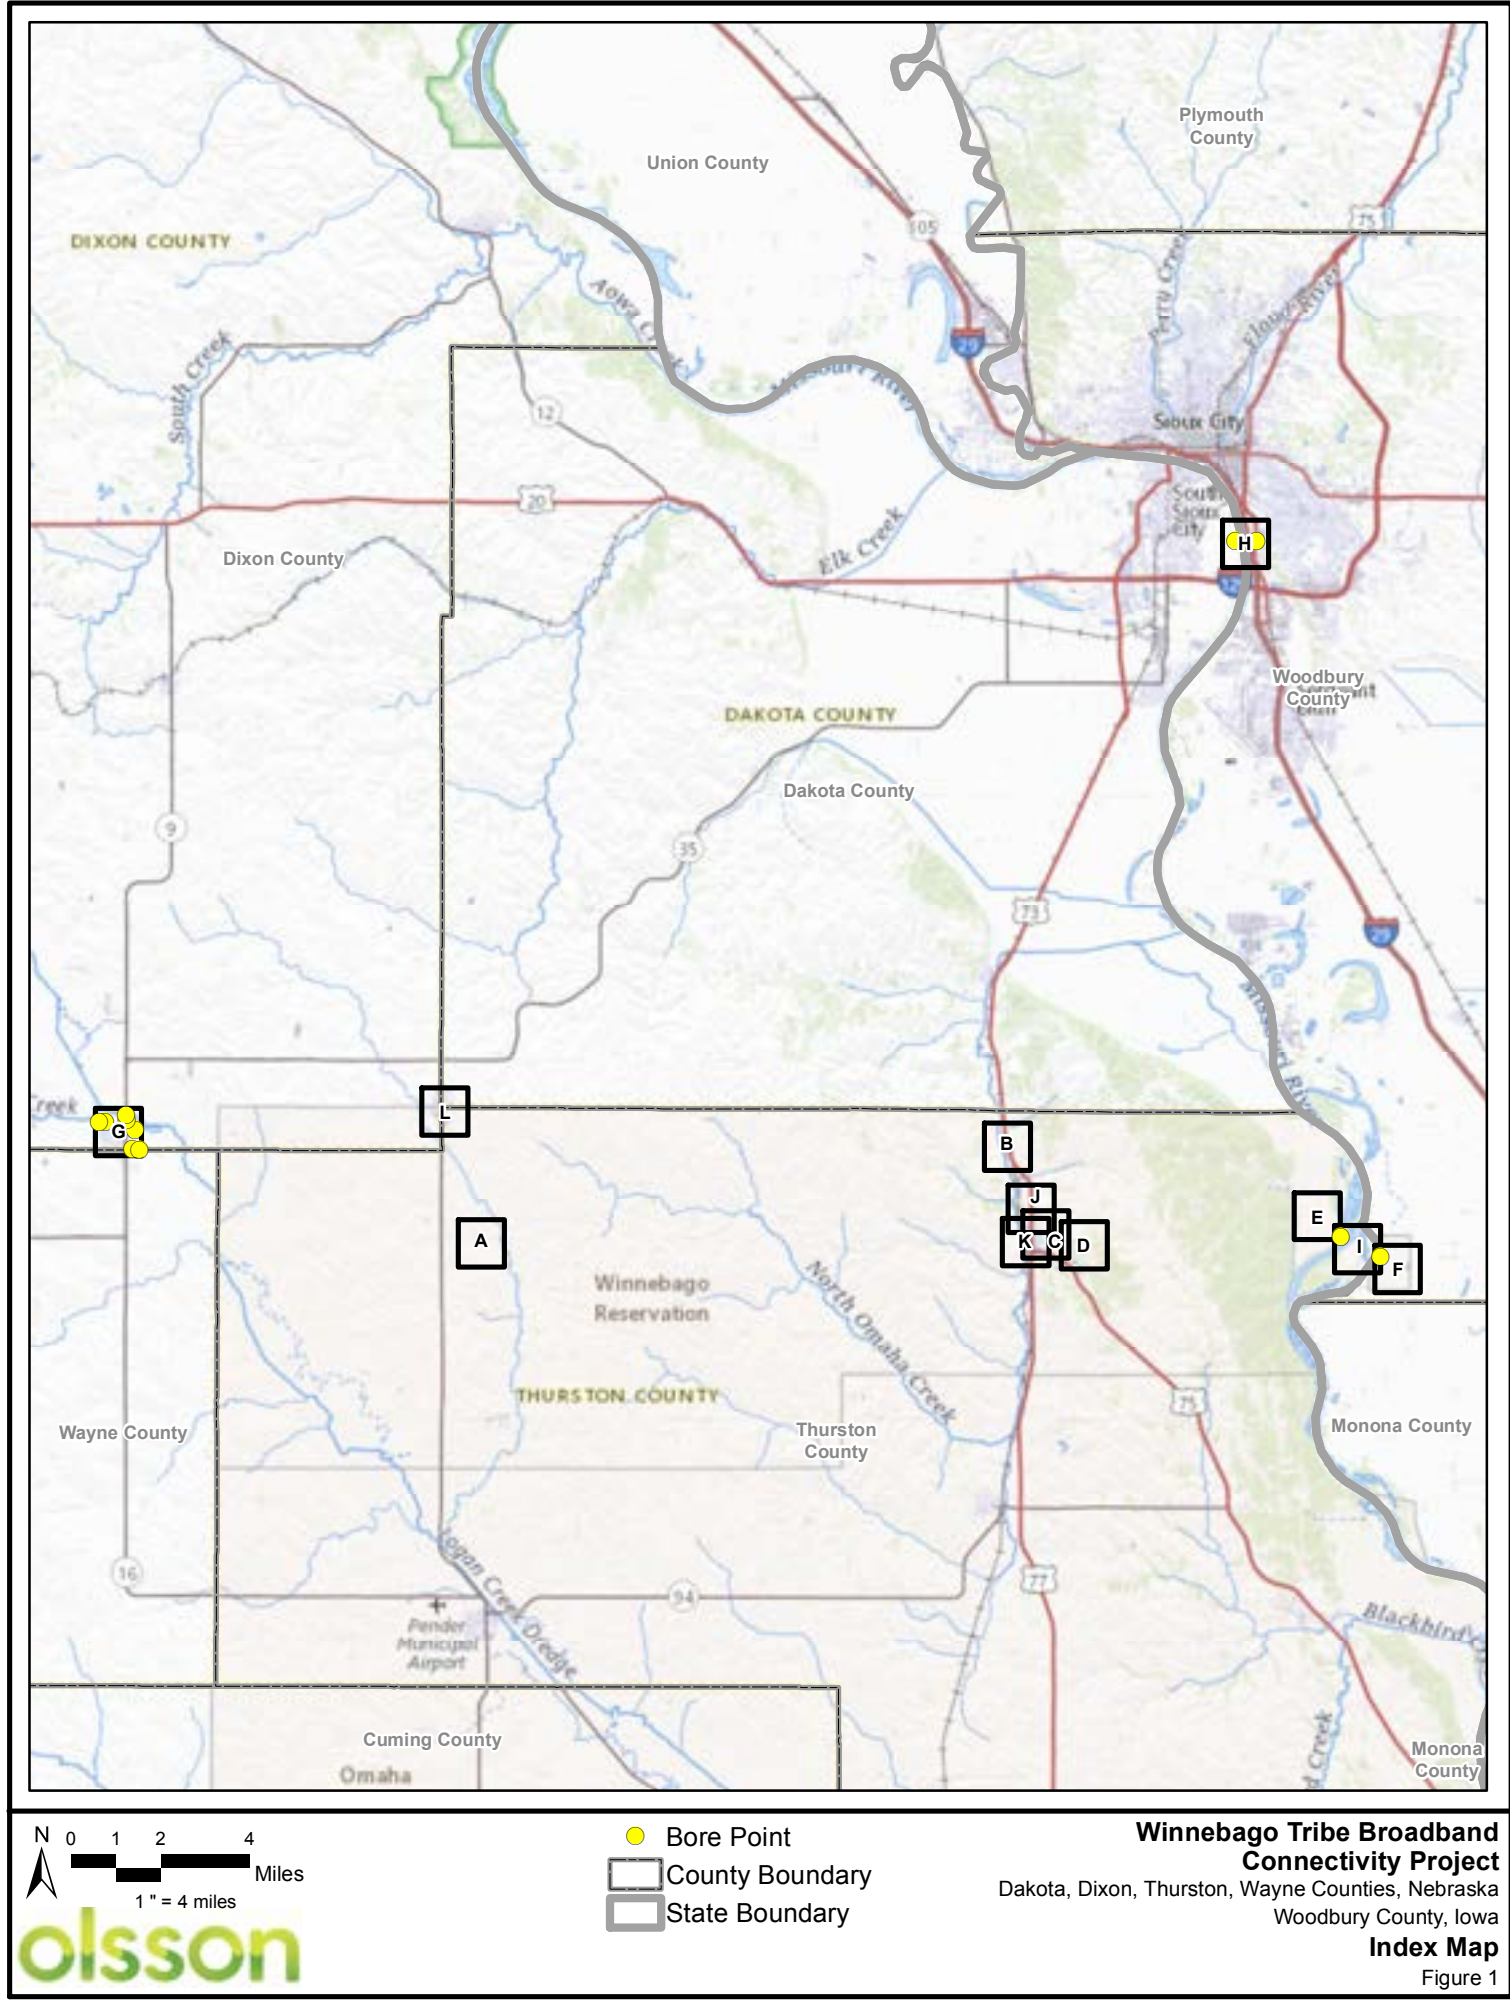 Plymouth
County
Union County
75
DIXON COUNTY
105
Perry Creek
Floyd River
Aowa Creek
29
South Creek
Missouri River
12
Sioux City
20
South
Sioux
City
Elk Creek
H
Dixon County
Woodbury
County
DAKOTA COUNTY
Dakota County
9
35
73
29
Missouri River
Creek
L
G
B
J
E
A
K
C
D
I
F
Winnebago
Reservation
North Omaha Creek
THURSTON COUNTY
75
Wayne County
Thurston
County
Monona County
Logan Creek Dredge
16
77
94
Pender
Municipal
Airport
Blackbird
Cuming County
Omaha
d Creek
Monona
County
N
0 1 2 4
Miles
1 " = 4 miles
olsson
Bore Point
County Boundary
State Boundary
Winnebago Tribe Broadband
Connectivity Project
Dakota, Dixon, Thurston, Wayne Counties, Nebraska
Woodbury County, Iowa
Index Map
Figure 1